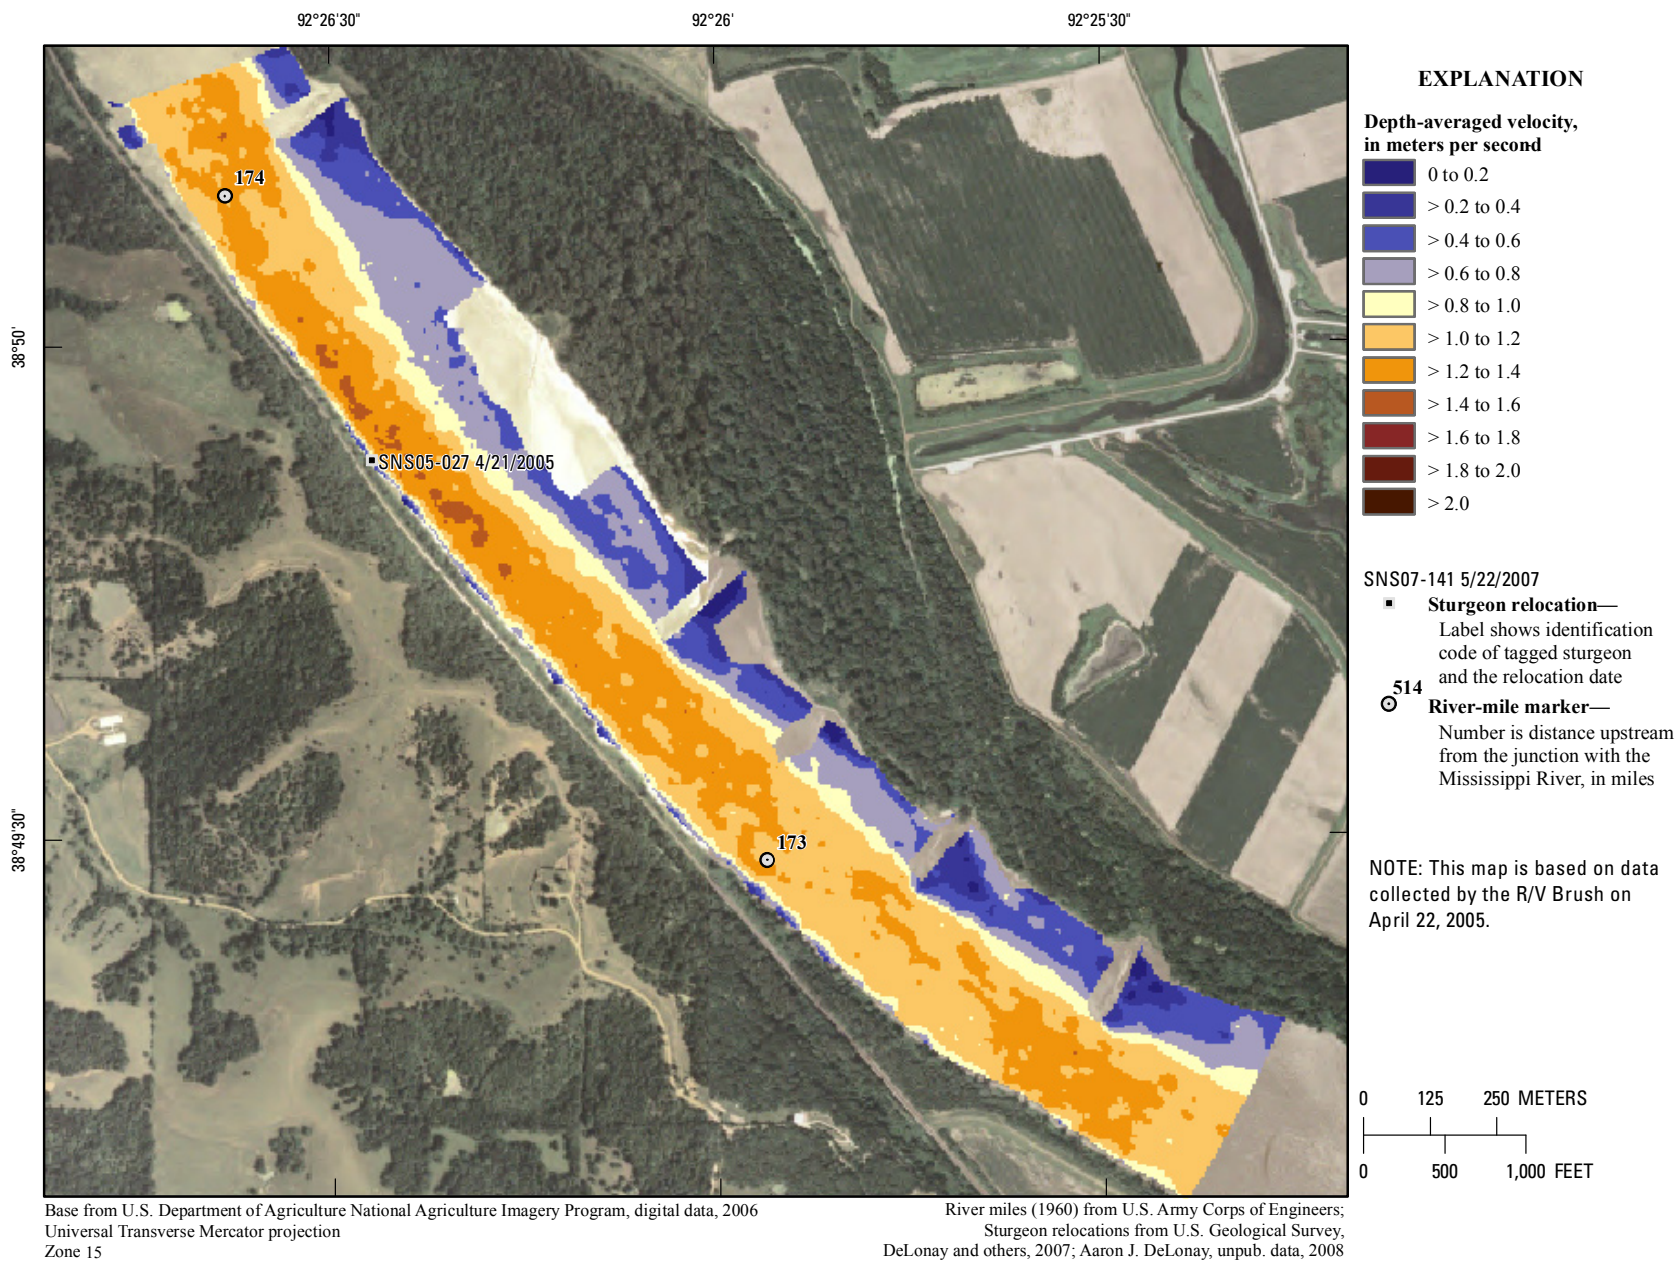 92°26'30"
92°26'
92°25'30"
38°50'
38°49'30"
174
SNS05-027 4/21/2005
173
EXPLANATION
Depth-averaged velocity,
in meters per second
0 to 0.2
> 0.2 to 0.4
> 0.4 to 0.6
> 0.6 to 0.8
> 0.8 to 1.0
> 1.0 to 1.2
> 1.2 to 1.4
> 1.4 to 1.6
> 1.6 to 1.8
> 1.8 to 2.0
> 2.0
SNS07-141 5/22/2007
Sturgeon relocation—
Label shows identification
code of tagged sturgeon
and the relocation date
514
River-mile marker—
Number is distance upstream
from the junction with the
Mississippi River, in miles
NOTE: This map is based on data
collected by the R/V Brush on
April 22, 2005.
0 125 250 METERS
0 500 1,000 FEET
Base from U.S. Department of Agriculture National Agriculture Imagery Program, digital data, 2006
Universal Transverse Mercator projection
Zone 15
River miles (1960) from U.S. Army Corps of Engineers;
Sturgeon relocations from U.S. Geological Survey,
DeLonay and others, 2007; Aaron J. DeLonay, unpub. data, 2008